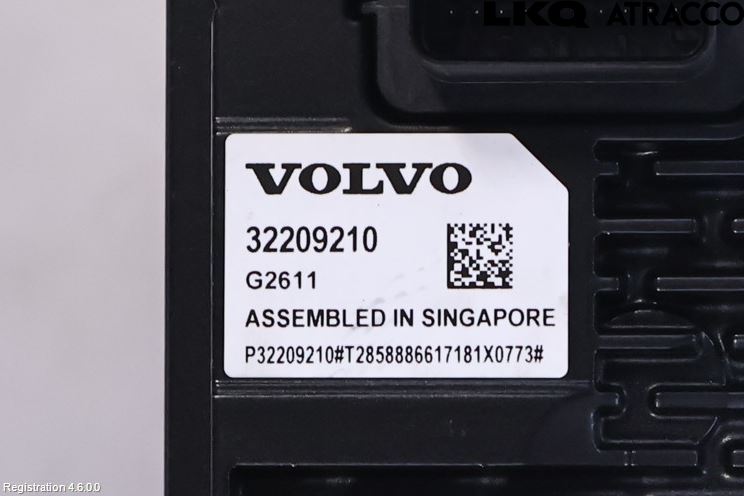 LKQ ATRACCO
VOLVO
32209210
G2611
ASSEMBLED IN SINGAPORE
P32209210#T2858886617181X0773#
Registration 4.6.0.0